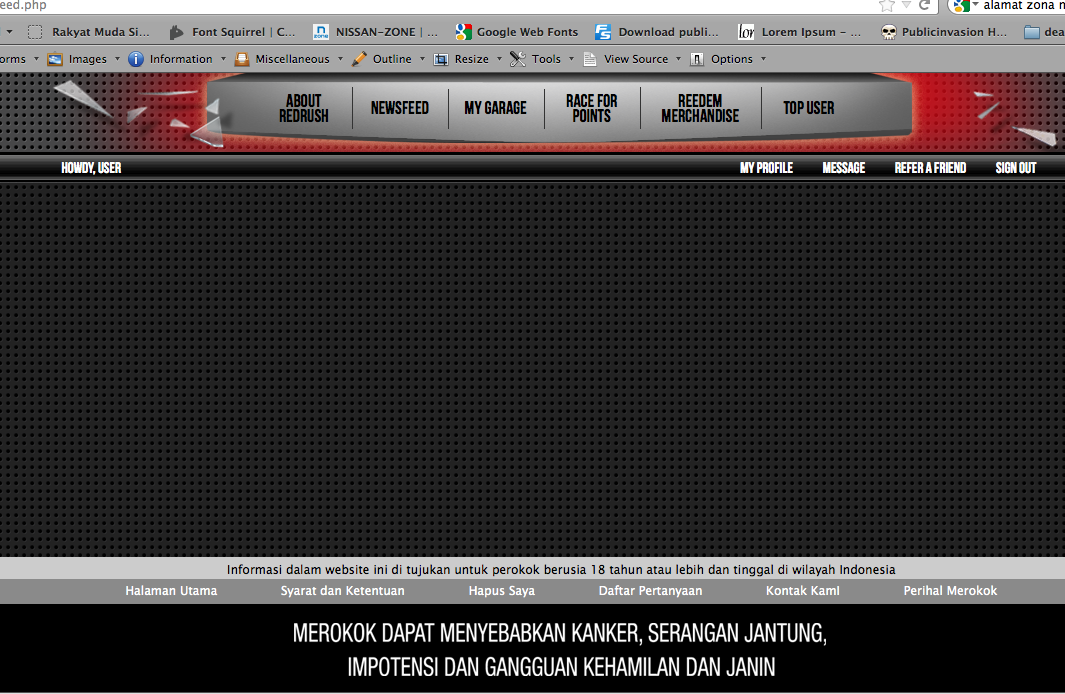 eed.php
alamat zona n
Rakyat Muda Si...
Font Squirrel | C...
NISSAN-ZONE | ...
Google Web Fonts
Download publi...
Lorem Ipsum - ...
Publicinvasion H...
dea
orms
Images
Information
Miscellaneous
Outline
Resize
Tools
View Source
Options
ABOUT
REDRUSH
NEWSFEED
MY GARAGE
RACE FOR
POINTS
REEDEM
MERCHANDISE
TOP USER
HOWDY, USER
MY PROFILE
MESSAGE
REFER A FRIEND
SIGN OUT
Informasi dalam website ini di tujukan untuk perokok berusia 18 tahun atau lebih dan tinggal di wilayah Indonesia
Halaman Utama
Syarat dan Ketentuan
Hapus Saya
Daftar Pertanyaan
Kontak KamI
Perihal Merokok
MEROKOK DAPAT MENYEBABKAN KANKER, SERANGAN JANTUNG,
IMPOTENSI DAN GANGGUAN KEHAMILAN DAN JANIN